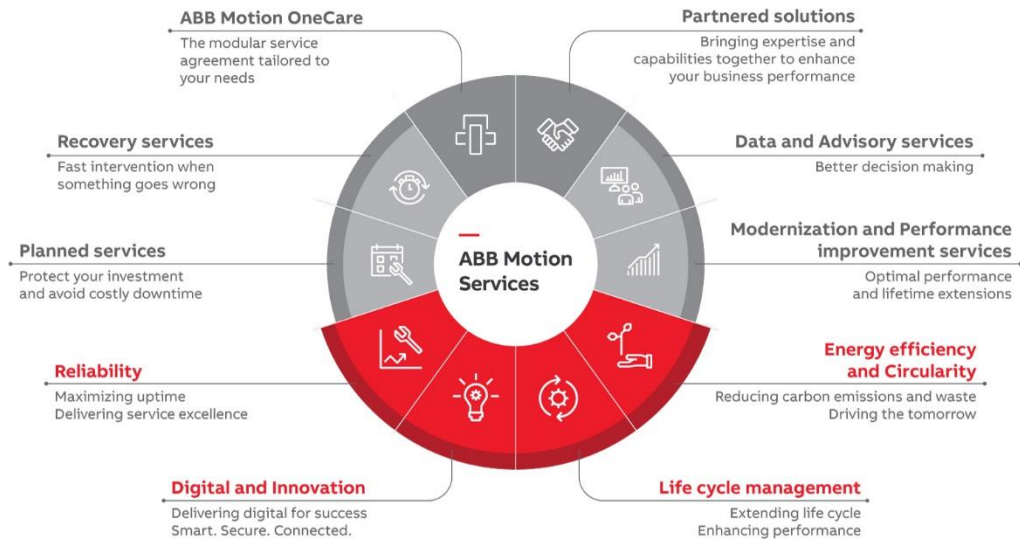 ABB Motion OneCare
The modular service
agreement tailored to
your needs
Partnered solutions
Bringing expertise and
capabilities together to enhance
your business performance
Recovery services
Fast intervention when
something goes wrong
Data and Advisory services
Better decision making
Planned services
Protect your investment
and avoid costly downtime
ABB Motion
Services
Modernization and Performance
improvement services
Optimal performance
and lifetime extensions
Reliability
Maximizing uptime
Delivering service excellence
Energy efficiency
and Circularity
Reducing carbon emissions and waste
Driving the tomorrow
Digital and Innovation
Delivering digital for success
Smart. Secure. Connected.
Life cycle management
Extending life cycle
Enhancing performance